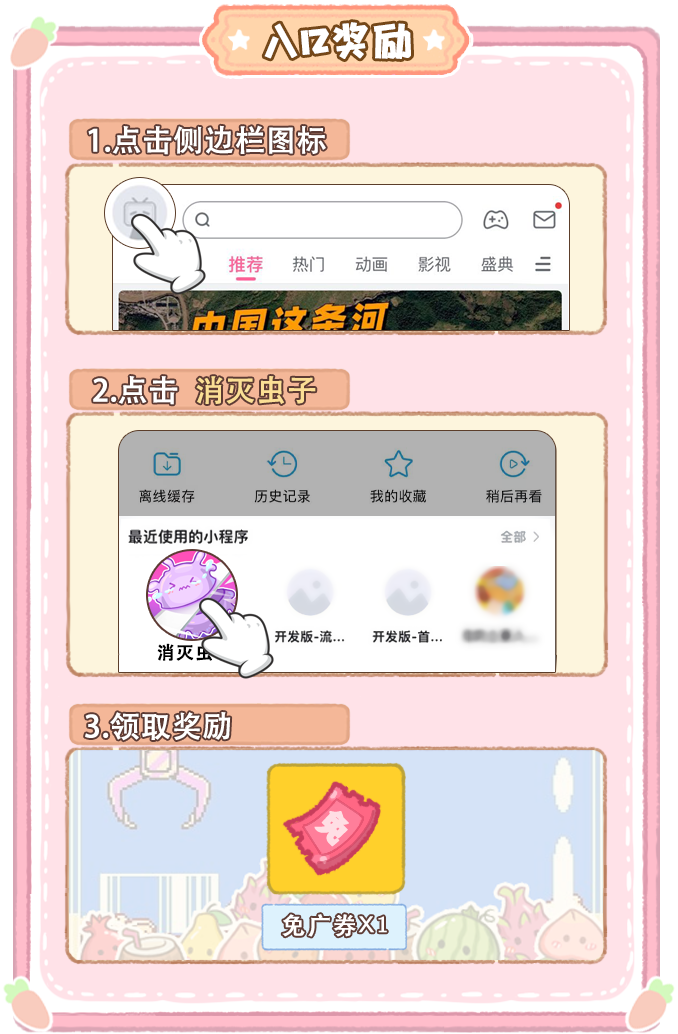 入口奖励
1.点击侧边栏图标
推荐 热门 动画 影视 盛典
中国这条河
2.点击 消灭虫子
离线缓存 历史记录 我的收藏 稍后再看
最近使用的小程序 全部
开发版-流... 开发版-首...
消灭虫
3.领取奖励
免广券X1